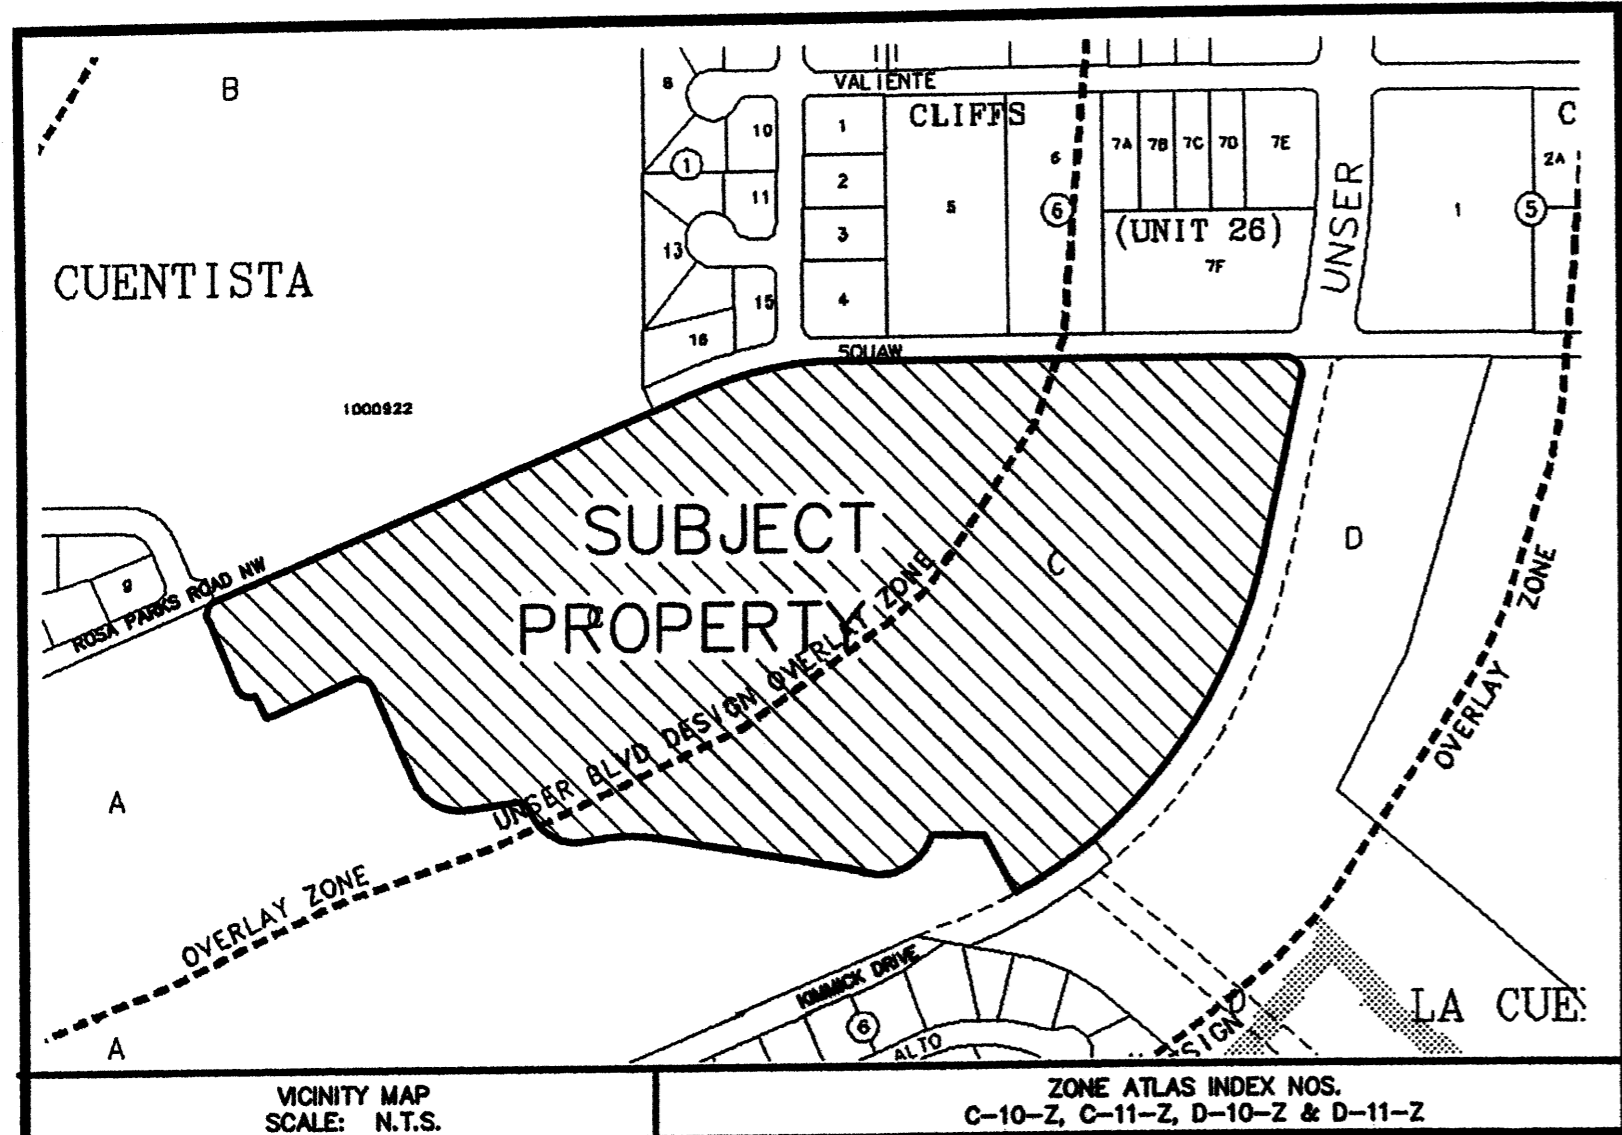 B
VALIENTE
CLIFFS
C
8
10
1
1
11
2
13
3
15
4
16
5
6
6
7A
7B
7C
7D
7E
(UNIT 26)
7F
UNSER
1
5
2A
CUENTISTA
SQUAW
1000922
SUBJECT
PROPERTY
C
C
D
9
ROSA PARKS ROAD NW
UNSER BLVD DESIGN OVERLAY ZONE
OVERLAY ZONE
OVERLAY ZONE
A
A
KIMMICK DRIVE
6
ALTO
D
SIGN
LA CUE
VICINITY MAP
SCALE: N.T.S.
ZONE ATLAS INDEX NOS.
C-10-Z, C-11-Z, D-10-Z & D-11-Z